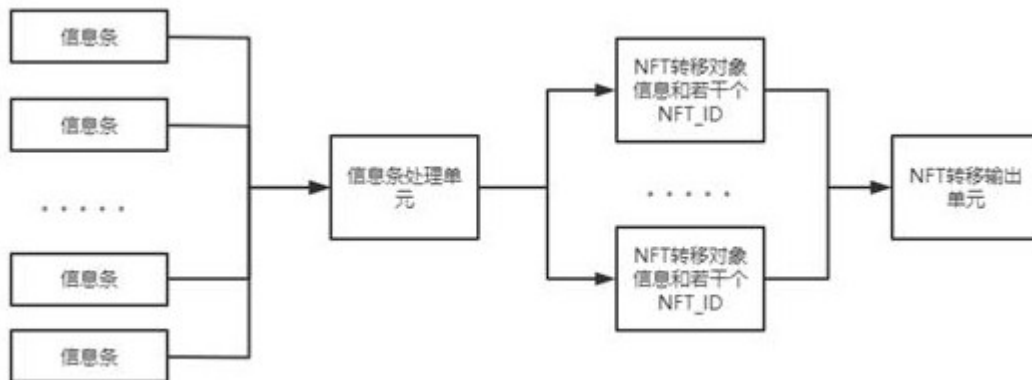 信息条
信息条
· · · · ·
信息条
信息条
信息条处理单
元
NFT转移对象
信息和若干个
NFT_ID
· · · · ·
NFT转移对象
信息和若干个
NFT_ID
NFT转移输出
单元